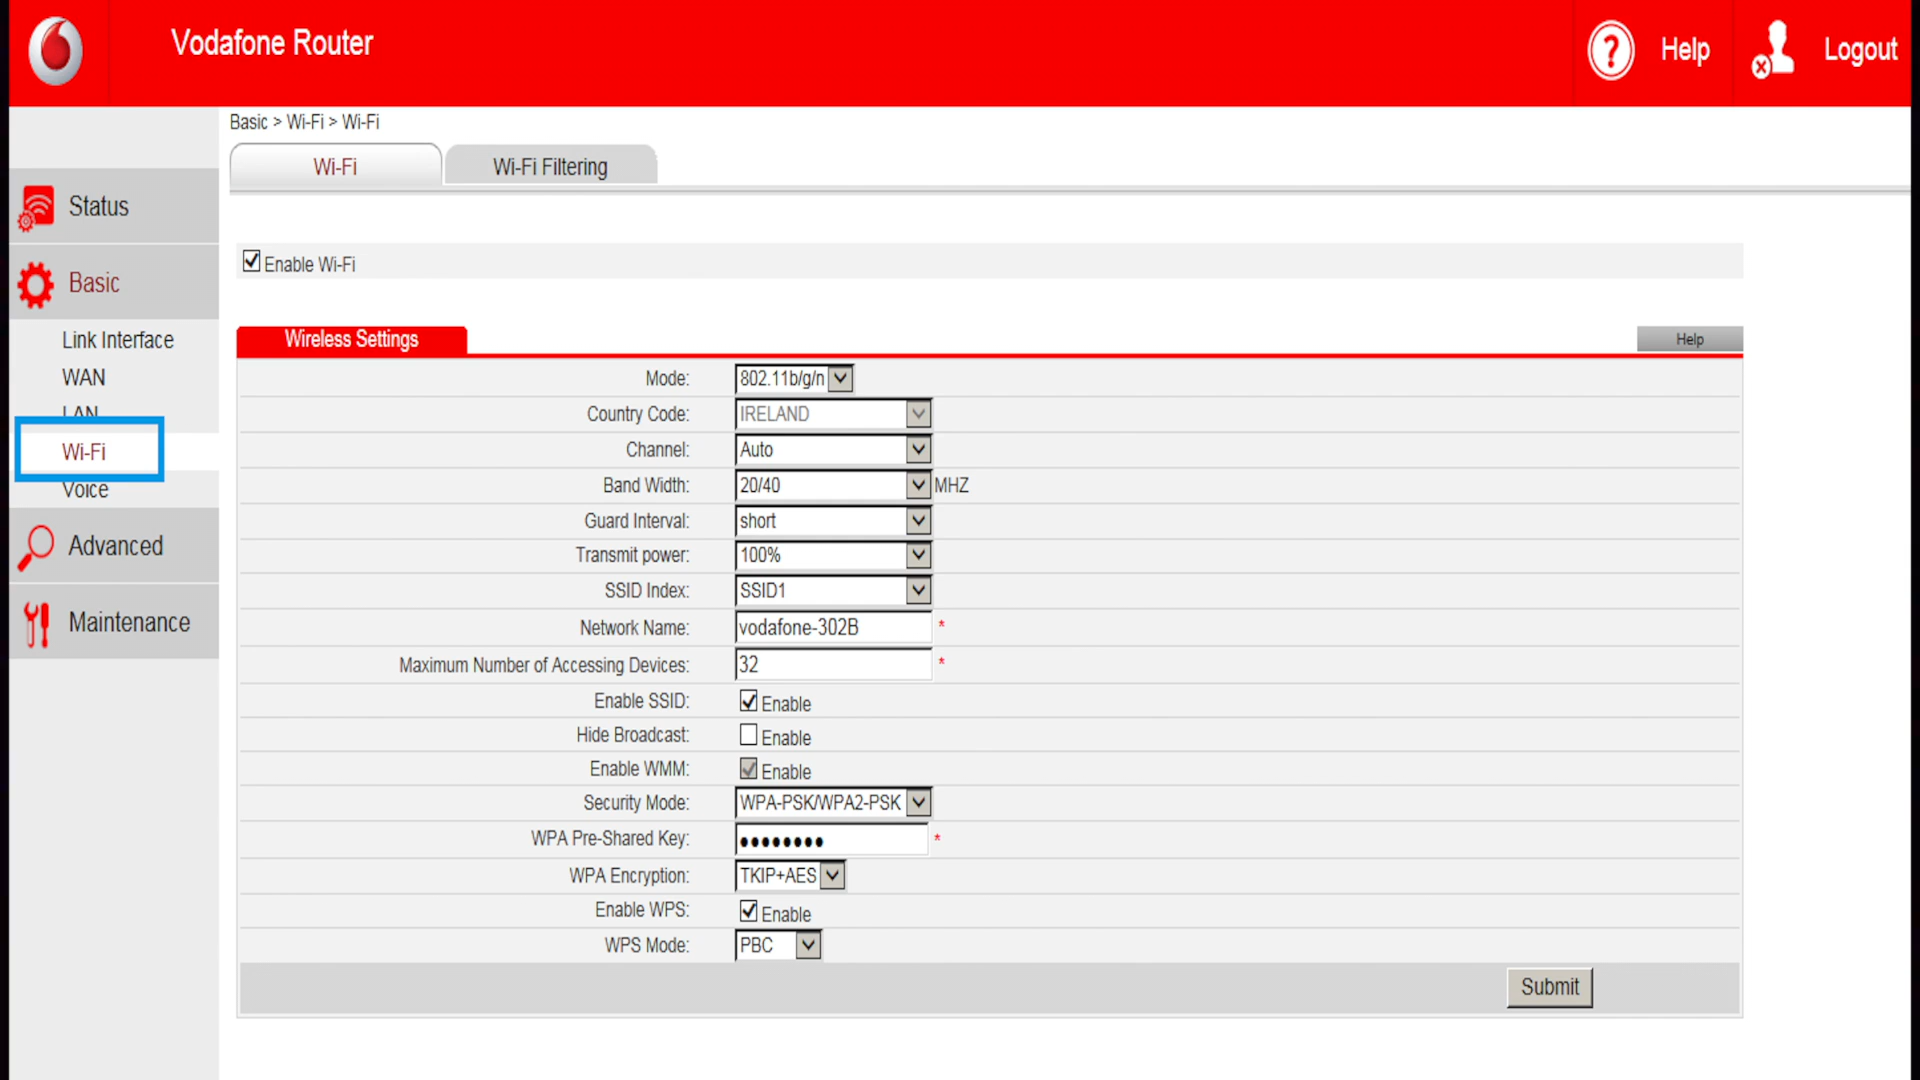 Vodafone Router
Help
Logout
Basic > Wi-Fi > Wi-Fi
Wi-Fi
Wi-Fi Filtering
Status
Basic
Link Interface
WAN
LAN
Wi-Fi
Voice
Advanced
Maintenance
Enable Wi-Fi
Wireless Settings
Help
Mode: 802.11b/g/n
Country Code: IRELAND
Channel: Auto
Band Width: 20/40 MHZ
Guard Interval: short
Transmit power: 100%
SSID Index: SSID1
Network Name: vodafone-302B *
Maximum Number of Accessing Devices: 32 *
Enable SSID: Enable
Hide Broadcast: Enable
Enable WMM: Enable
Security Mode: WPA-PSK/WPA2-PSK
WPA Pre-Shared Key: ●●●●●●●● *
WPA Encryption: TKIP+AES
Enable WPS: Enable
WPS Mode: PBC
Submit